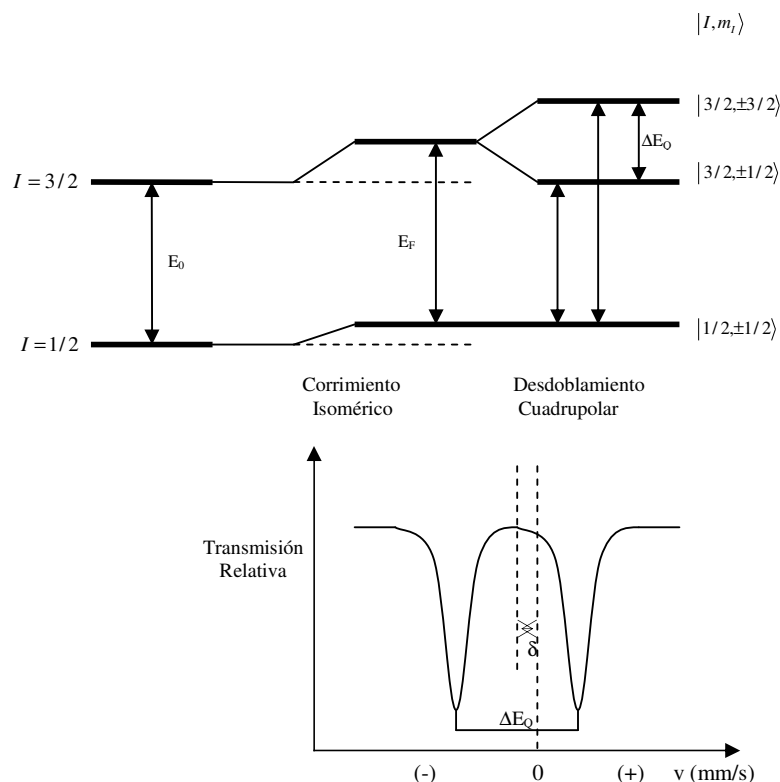 |I,m_I⟩
|3/2,±3/2⟩
ΔE_Q
I = 3/2
|3/2,±1/2⟩
E_0
E_F
I = 1/2
|1/2,±1/2⟩
Corrimiento
Isomérico
Desdoblamiento
Cuadrupolar
Transmisión
Relativa
δ
ΔE_Q
(-)
0
(+)
v (mm/s)